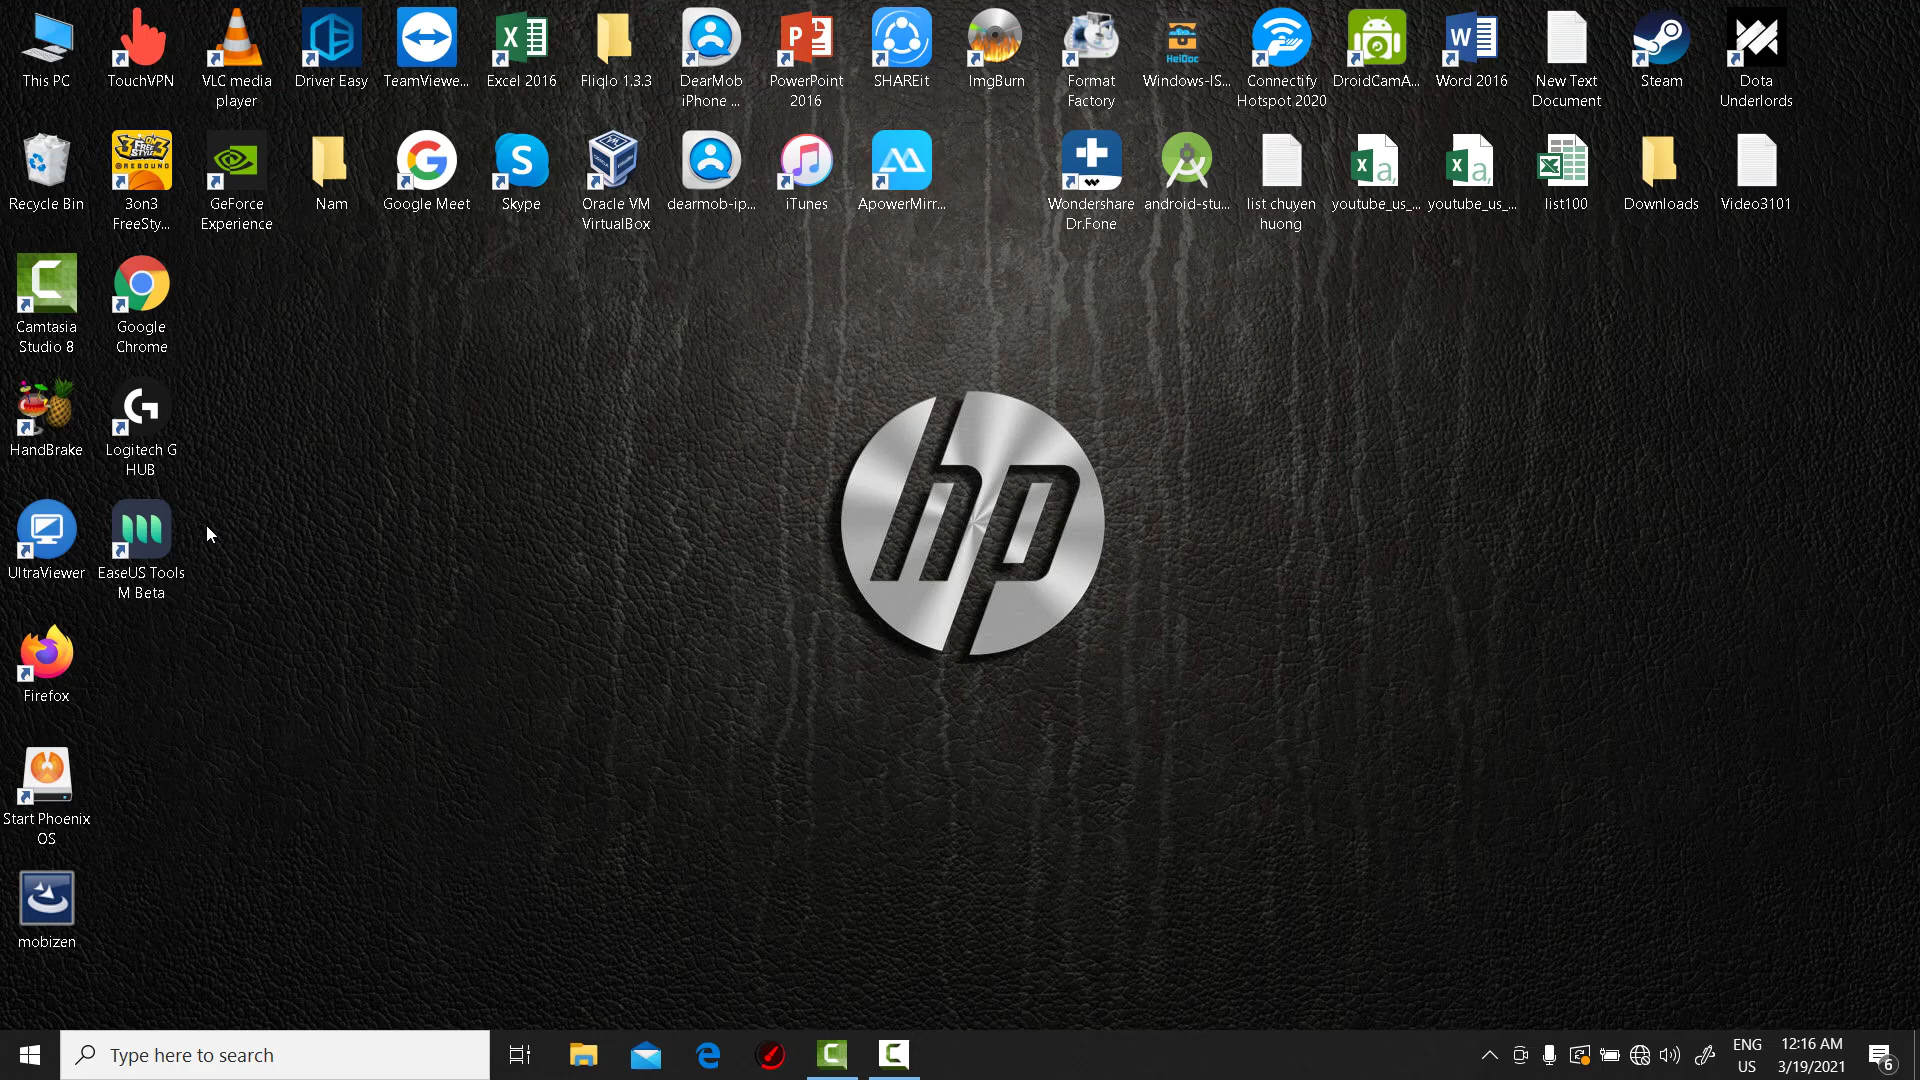 This PC
TouchVPN
VLC media
player
Driver Easy
TeamViewe...
Excel 2016
Fliqlo 1.3.3
DearMob
iPhone ...
PowerPoint
2016
SHAREit
ImgBurn
Format
Factory
HeiDoc
Windows-IS...
Connectify
Hotspot 2020
DroidCamA...
Word 2016
New Text
Document
Steam
Dota
Underlords
Recycle Bin
3on3
FreeSty...
GeForce
Experience
Nam
Google Meet
Skype
Oracle VM
VirtualBox
dearmob-ip...
iTunes
ApowerMirr...
Wondershare
Dr.Fone
android-stu...
list chuyen
huong
youtube_us_...
youtube_us_...
list100
Downloads
Video3101
Camtasia
Studio 8
Google
Chrome
HandBrake
Logitech G
HUB
UltraViewer
EaseUS Tools
M Beta
Firefox
Start Phoenix
OS
mobizen
hp
Type here to search
ENG
US
12:16 AM
3/19/2021
6